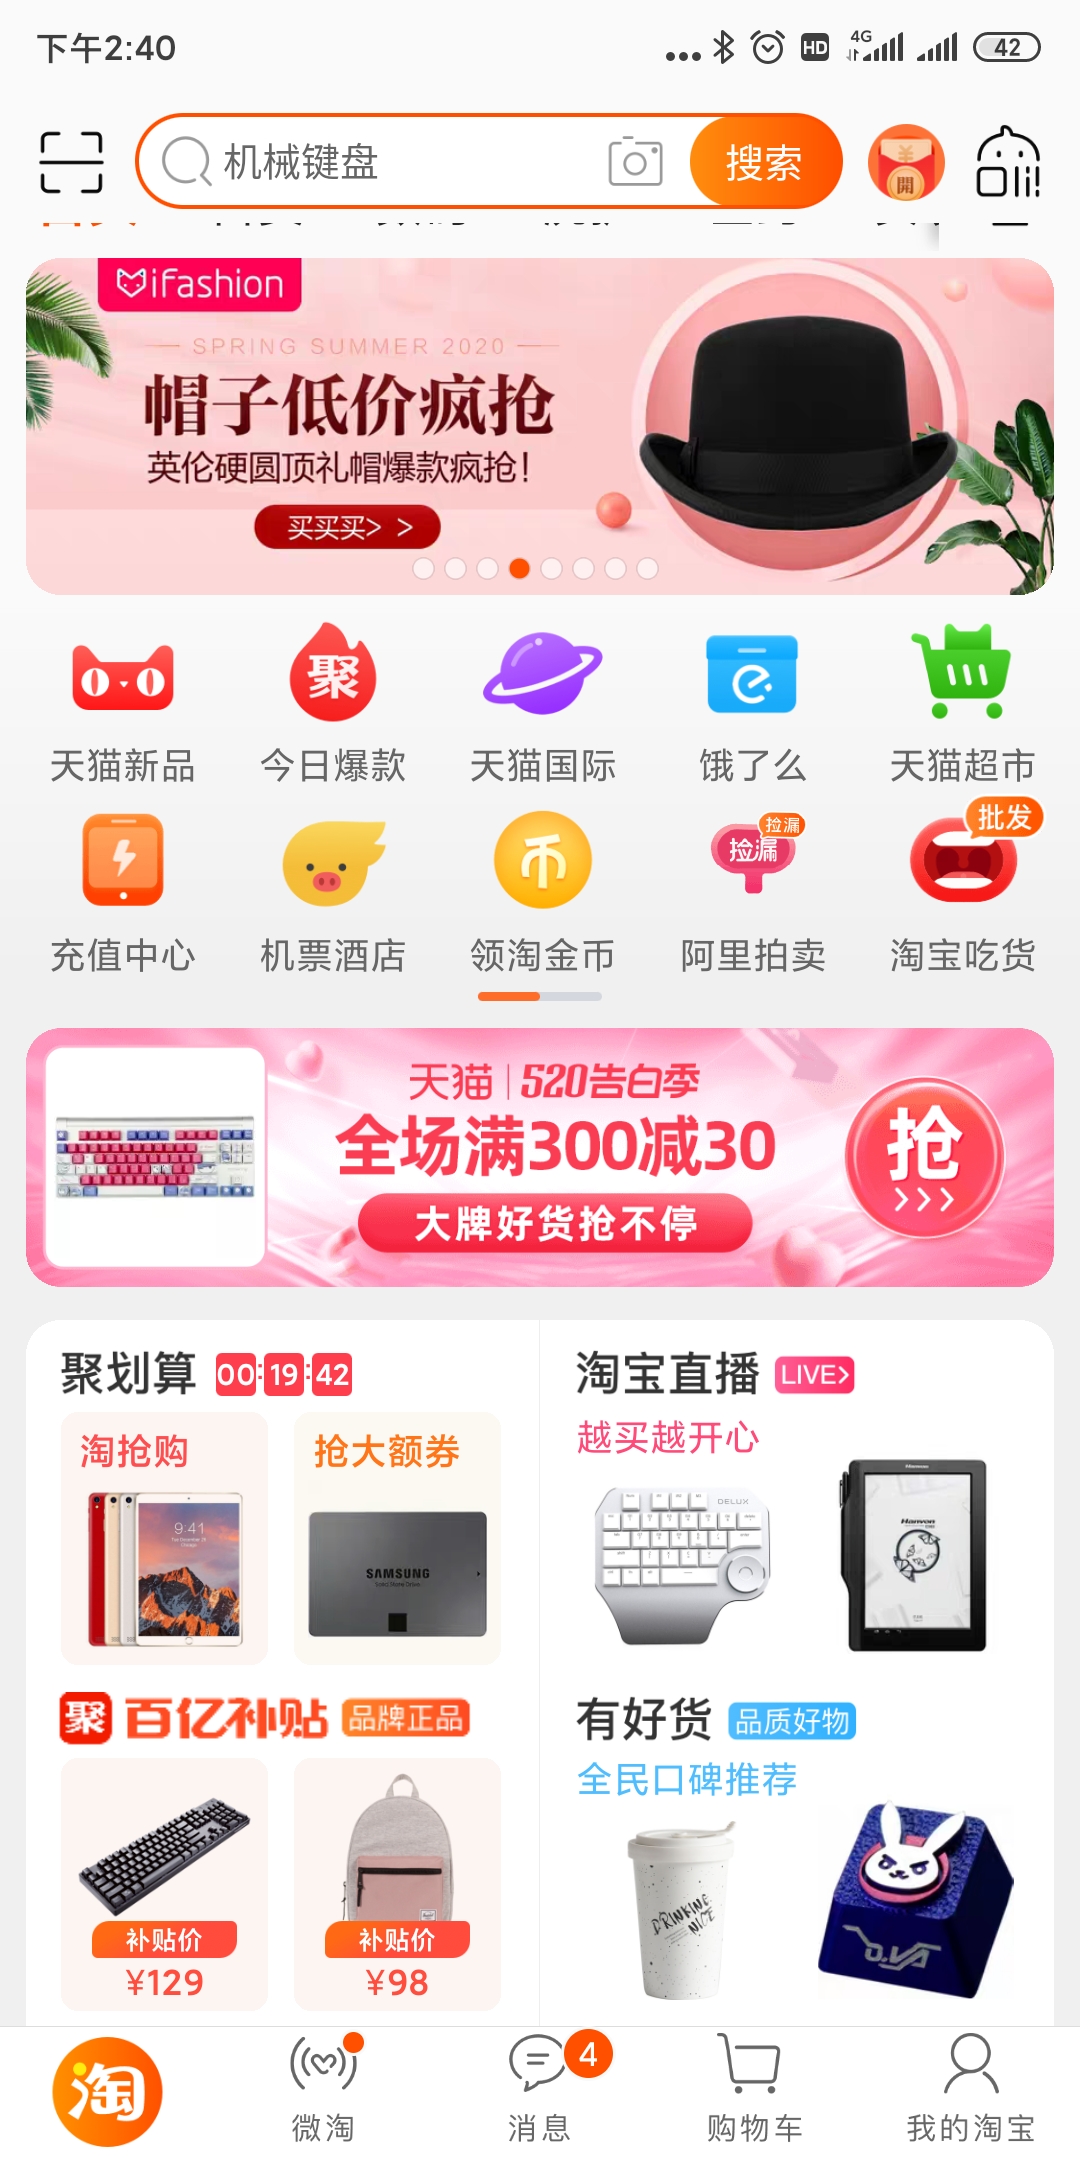 下午2:40
HD 4G 42
机械键盘
搜索
開
ifashion
SPRING SUMMER 2020
帽子低价疯抢
英伦硬圆顶礼帽爆款疯抢！
买买买> >
聚
天猫新品 今日爆款 天猫国际 饿了么 天猫超市
币 捡漏 捡漏 批发
充值中心 机票酒店 领淘金币 阿里拍卖 淘宝吃货
天猫 | 520告白季
全场满300减30
大牌好货抢不停
抢
>>>
聚划算 00:19:42
淘抢购 抢大额券
9:41
SAMSUNG
Solid State Drive
淘宝直播 LIVE>
越买越开心
DELUX
Hanvon
聚 百亿补贴 品牌正品
补贴价 补贴价
¥129 ¥98
有好货 品质好物
全民口碑推荐
DRINKING
NICE
D.VA
淘
微淘
4
消息
购物车
我的淘宝